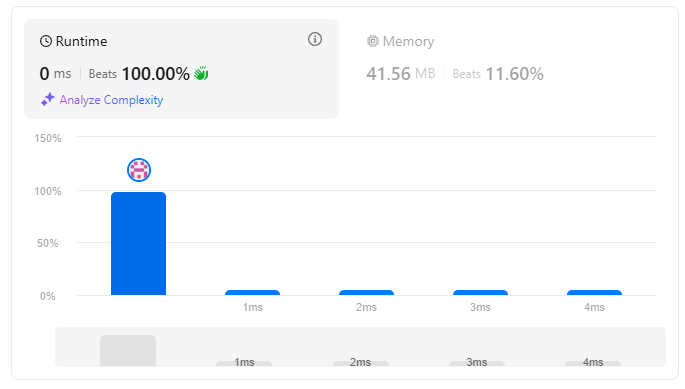 Runtime
Memory
0 ms Beats 100.00%
41.56 MB Beats 11.60%
Analyze Complexity
150%
100%
50%
0%
1ms 2ms 3ms 4ms
1ms 2ms 3ms 4ms